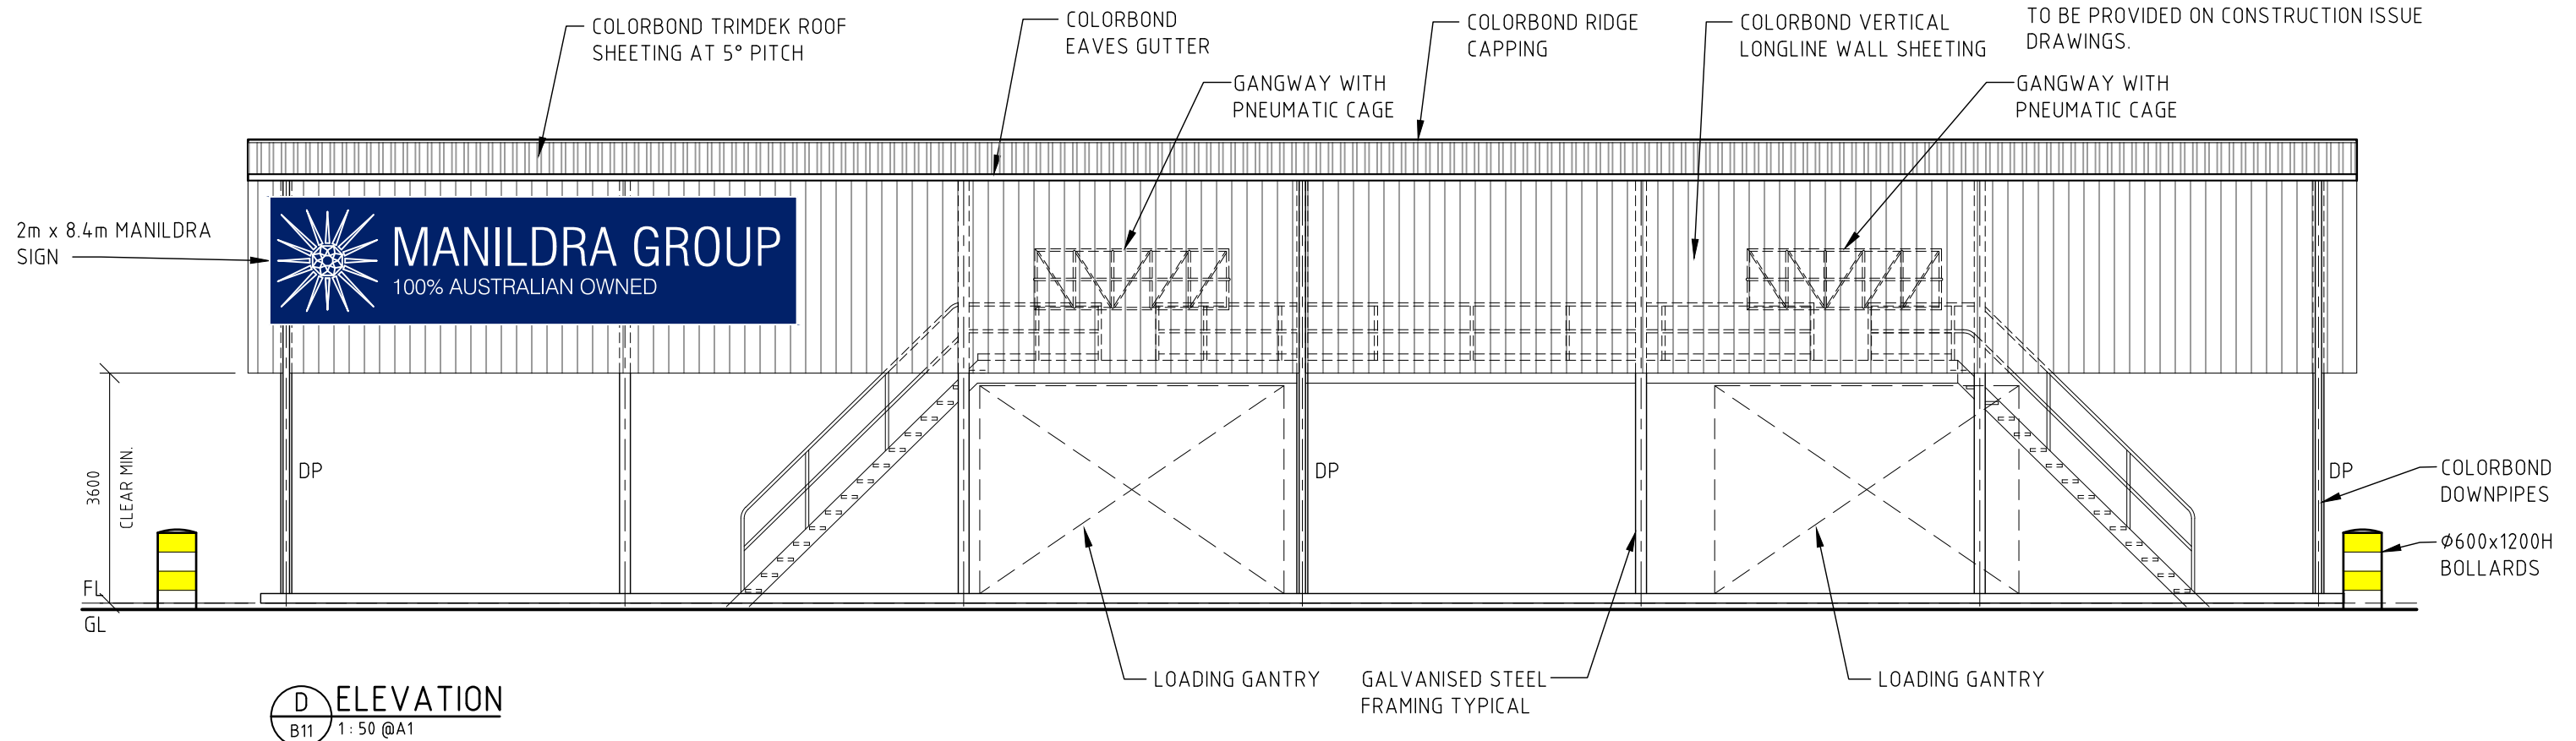 COLORBOND TRIMDEK ROOF
SHEETING AT 5° PITCH
COLORBOND
EAVES GUTTER
COLORBOND RIDGE
CAPPING
COLORBOND VERTICAL
LONGLINE WALL SHEETING
TO BE PROVIDED ON CONSTRUCTION ISSUE
DRAWINGS.
GANGWAY WITH
PNEUMATIC CAGE
GANGWAY WITH
PNEUMATIC CAGE
2m x 8.4m MANILDRA
SIGN
MANILDRA GROUP
100% AUSTRALIAN OWNED
3600
CLEAR MIN.
DP
DP
DP
COLORBOND
DOWNPIPES
Ø600x1200H
BOLLARDS
FL
GL
LOADING GANTRY
GALVANISED STEEL
FRAMING TYPICAL
LOADING GANTRY
D
B11
ELEVATION
1 : 50 @A1